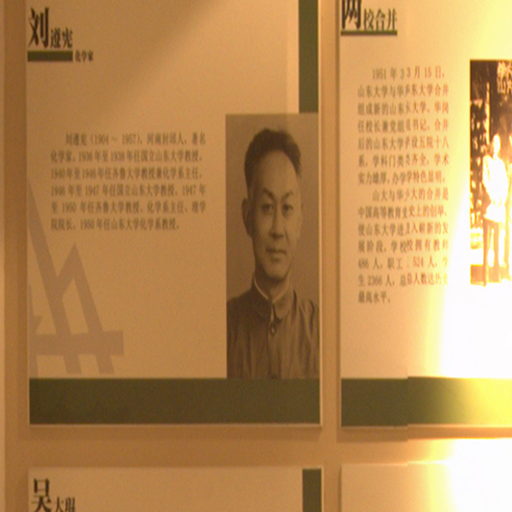 刘遵宪
化学家
刘遵宪（1904～1957），河南封邱人，著名
化学家。1936年至1938年任国立山东大学教授，
1940年至1946年任齐鲁大学教授兼化学系主任，
1946年至1947年任国立山东大学教授，1947年
至1950年任齐鲁大学教授、化学系主任、理学
院院长，1950年任山东大学化学系教授。
两校合并
1951年3月15日，
山东大学与华东大学合并
组成新的山东大学，华岗
任校长兼党组书记。合并
后的山东大学设五院十八
系，学科门类齐全，学术
实力雄厚，办学特色显明。
山大与华大的合并是
中国高等教育史上的创举，
使山东大学进入崭新的发
展阶段，学校拥有教师
486人，职工524人，学
生2366人，总人数达
最高水平。
吴大琨